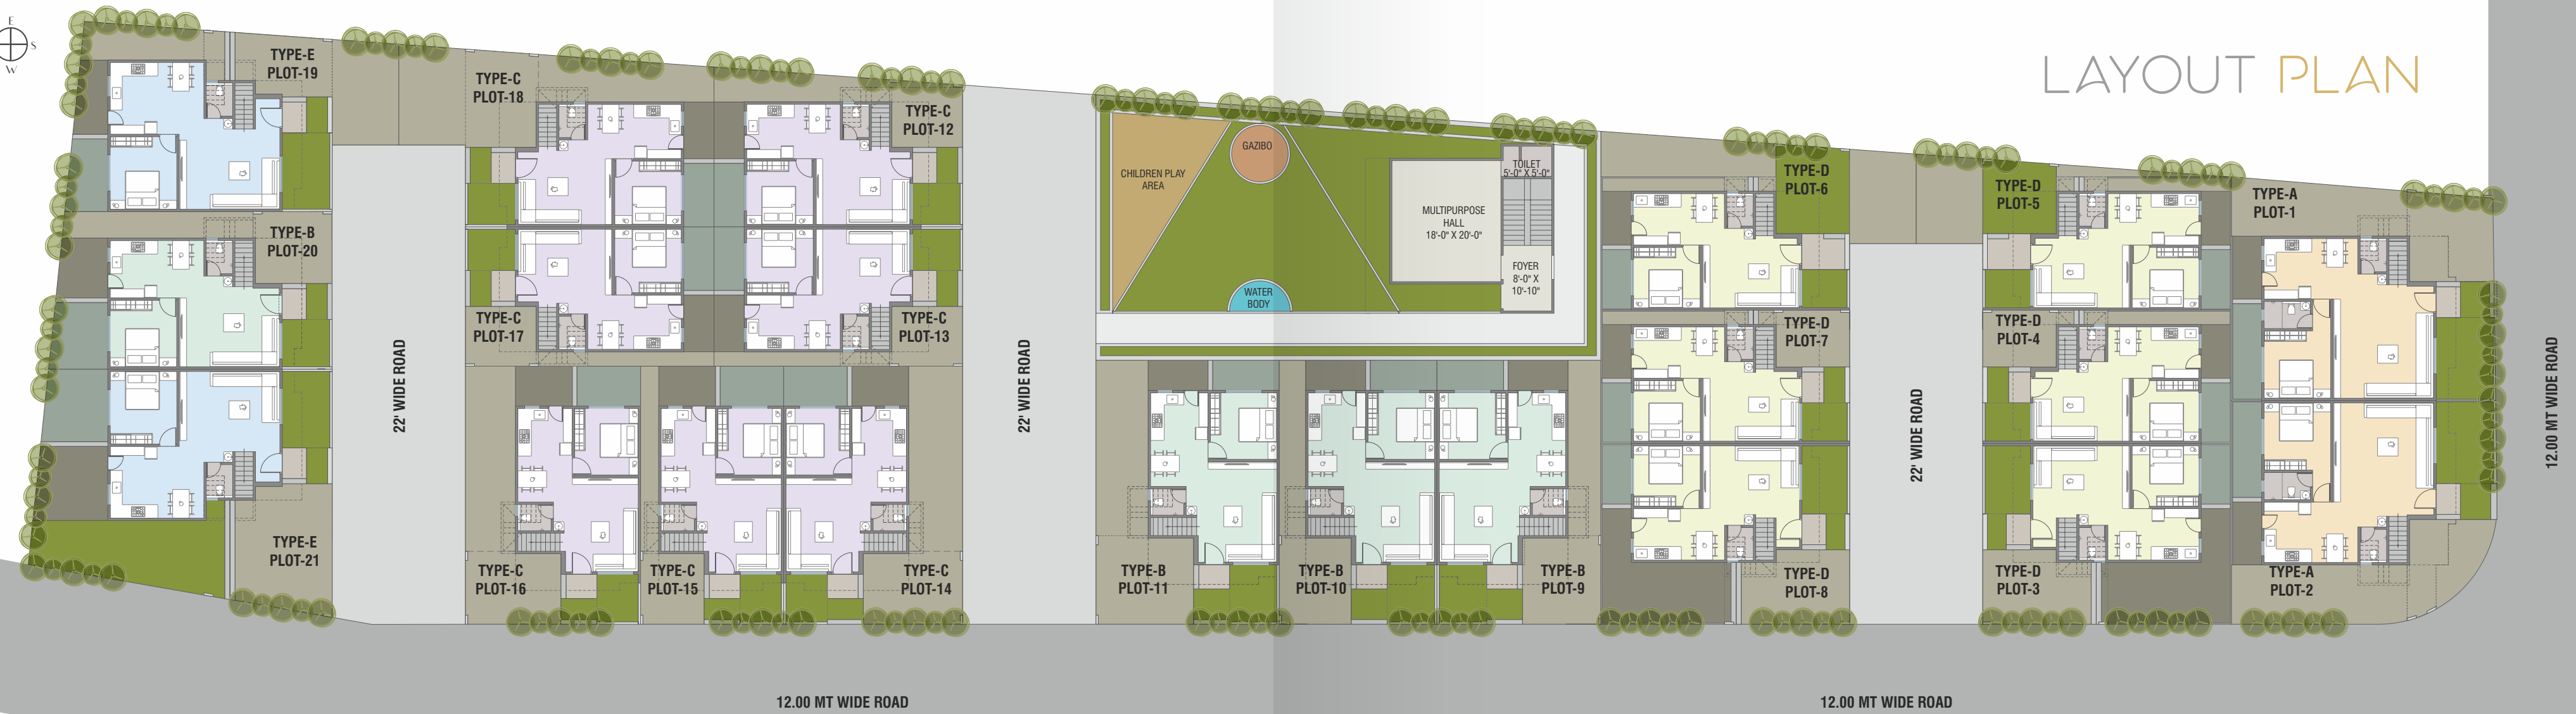 E
S
W
LAYOUT PLAN
TYPE-E
PLOT-19
TYPE-B
PLOT-20
TYPE-E
PLOT-21
22' WIDE ROAD
TYPE-C
PLOT-18
TYPE-C
PLOT-12
TYPE-C
PLOT-17
TYPE-C
PLOT-13
TYPE-C
PLOT-16
TYPE-C
PLOT-15
TYPE-C
PLOT-14
22' WIDE ROAD
CHILDREN PLAY
AREA
GAZIBO
WATER
BODY
MULTIPURPOSE
HALL
18'-0" X 20'-0"
TOILET
5'-0" X 5'-0"
FOYER
8'-0" X
10'-10"
TYPE-B
PLOT-11
TYPE-B
PLOT-10
TYPE-B
PLOT-9
TYPE-D
PLOT-6
TYPE-D
PLOT-7
TYPE-D
PLOT-8
22' WIDE ROAD
TYPE-D
PLOT-5
TYPE-D
PLOT-4
TYPE-D
PLOT-3
TYPE-A
PLOT-1
TYPE-A
PLOT-2
12.00 MT WIDE ROAD
12.00 MT WIDE ROAD
12.00 MT WIDE ROAD